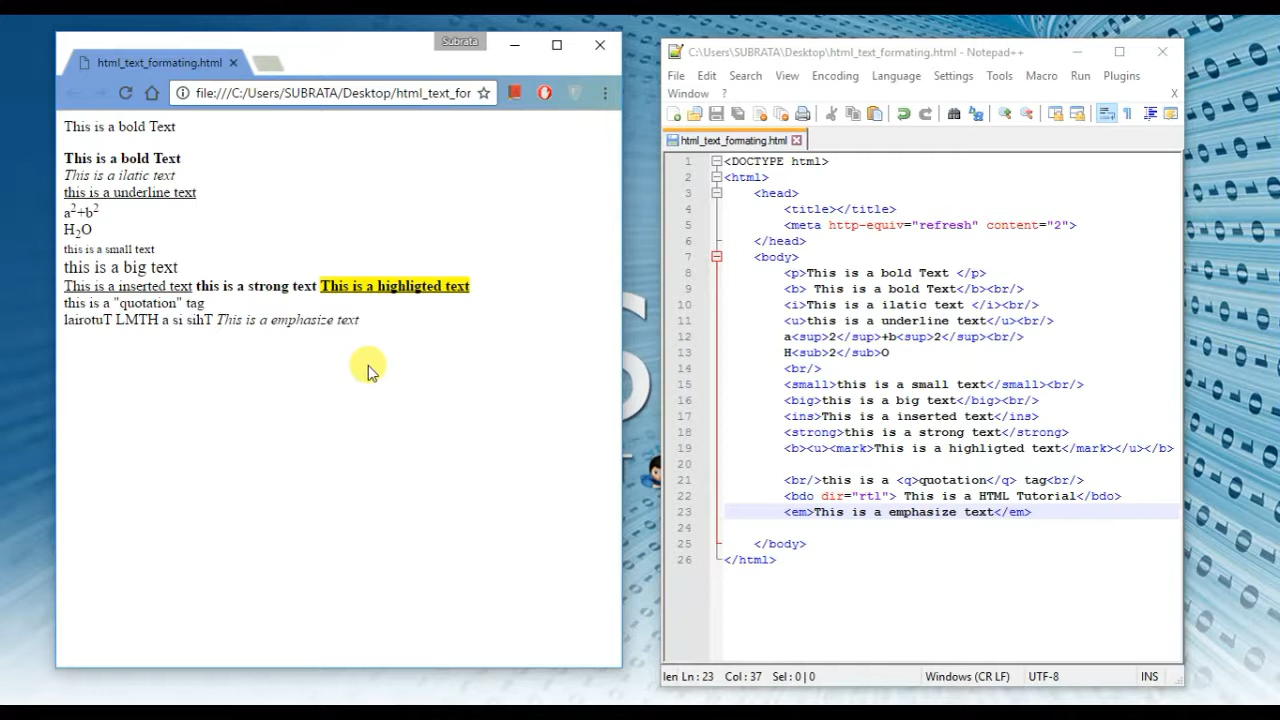 Subrata
html_text_formating.html
file:///C:/Users/SUBRATA/Desktop/html_text_for
This is a bold Text
This is a bold Text
This is a ilatic text
this is a underline text
a2+b2
H2O
this is a small text
this is a big text
This is a inserted text this is a strong text This is a highligted text
this is a "quotation" tag
lairotuT LMTH a si sihT This is a emphasize text
C:\Users\SUBRATA\Desktop\html_text_formating.html - Notepad++
File Edit Search View Encoding Language Settings Tools Macro Run Plugins
Window ? X
html_text_formating.html
1 <DOCTYPE html>
2 <html>
3 <head>
4 <title></title>
5 <meta http-equiv="refresh" content="2">
6 </head>
7 <body>
8 <p>This is a bold Text </p>
9 <b> This is a bold Text</b><br/>
10 <i>This is a ilatic text </i><br/>
11 <u>this is a underline text</u><br/>
12 a<sup>2</sup>+b<sup>2</sup><br/>
13 H<sub>2</sub>O
14 <br/>
15 <small>this is a small text</small><br/>
16 <big>this is a big text</big><br/>
17 <ins>This is a inserted text</ins>
18 <strong>this is a strong text</strong>
19 <b><u><mark>This is a highligted text</mark></u></b>
20
21 <br/>this is a <q>quotation</q> tag<br/>
22 <bdo dir="rtl"> This is a HTML Tutorial</bdo>
23 <em>This is a emphasize text</em>
24
25 </body>
26 </html>
len Ln : 23 Col : 37 Sel : 0 | 0 Windows (CR LF) UTF-8 INS